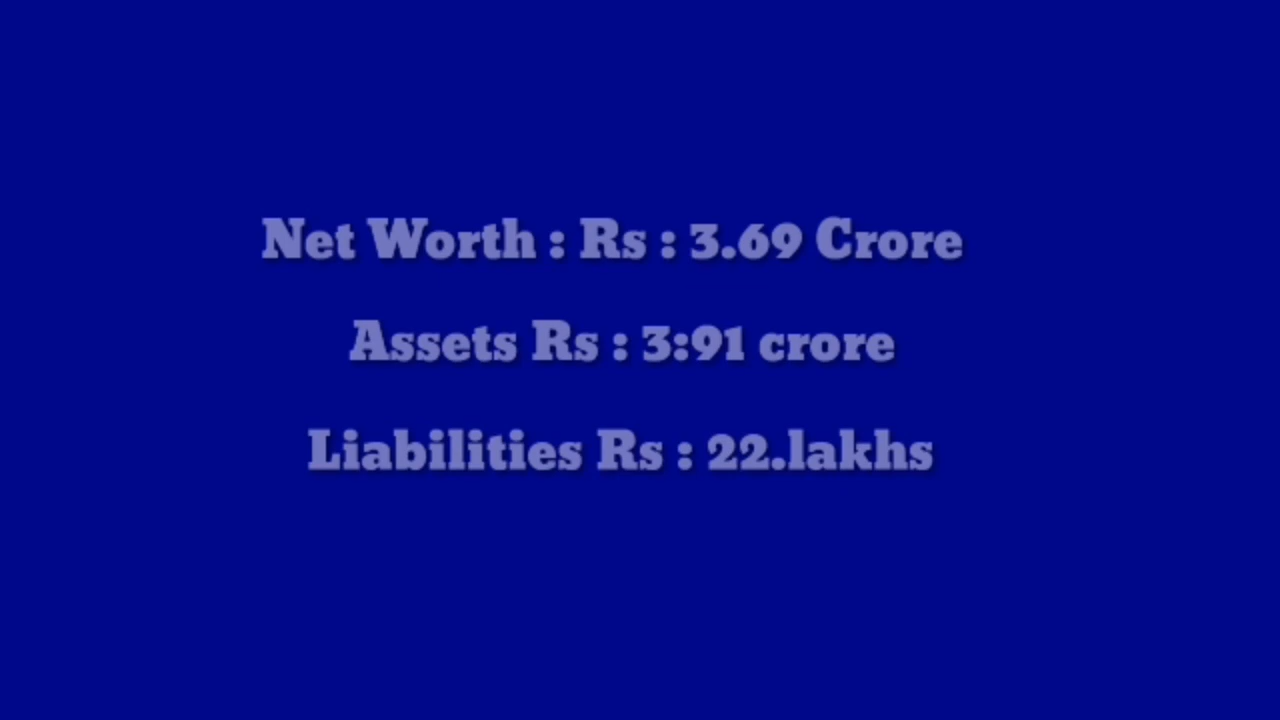 Net Worth : Rs : 3.69 Crore
Assets Rs : 3:91 crore
Liabilities Rs : 22.lakhs